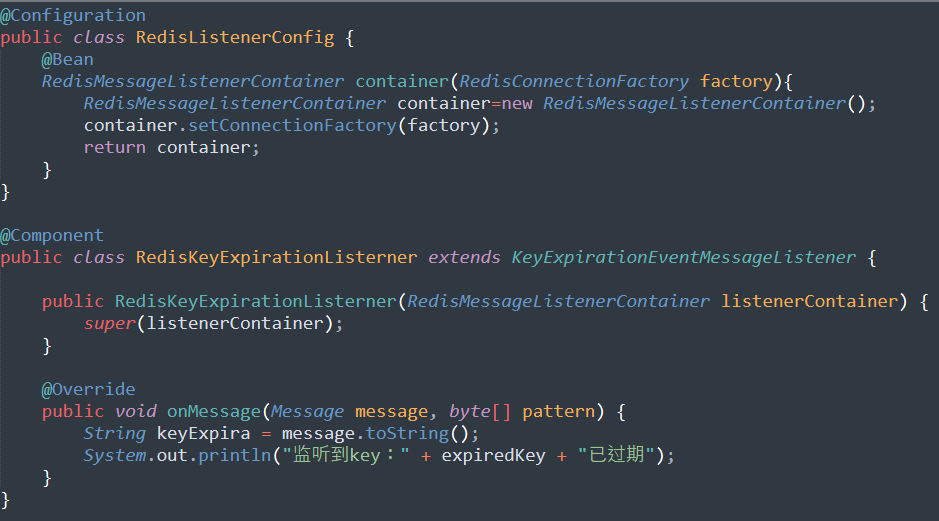 @Configuration
public class RedisListenerConfig {
    @Bean
    RedisMessageListenerContainer container(RedisConnectionFactory factory){
        RedisMessageListenerContainer container=new RedisMessageListenerContainer();
        container.setConnectionFactory(factory);
        return container;
    }
}

@Component
public class RedisKeyExpirationListerner extends KeyExpirationEventMessageListener {

    public RedisKeyExpirationListerner(RedisMessageListenerContainer listenerContainer) {
        super(listenerContainer);
    }

    @Override
    public void onMessage(Message message, byte[] pattern) {
        String keyExpira = message.toString();
        System.out.println("监听到key：" + expiredKey + "已过期");
    }
}